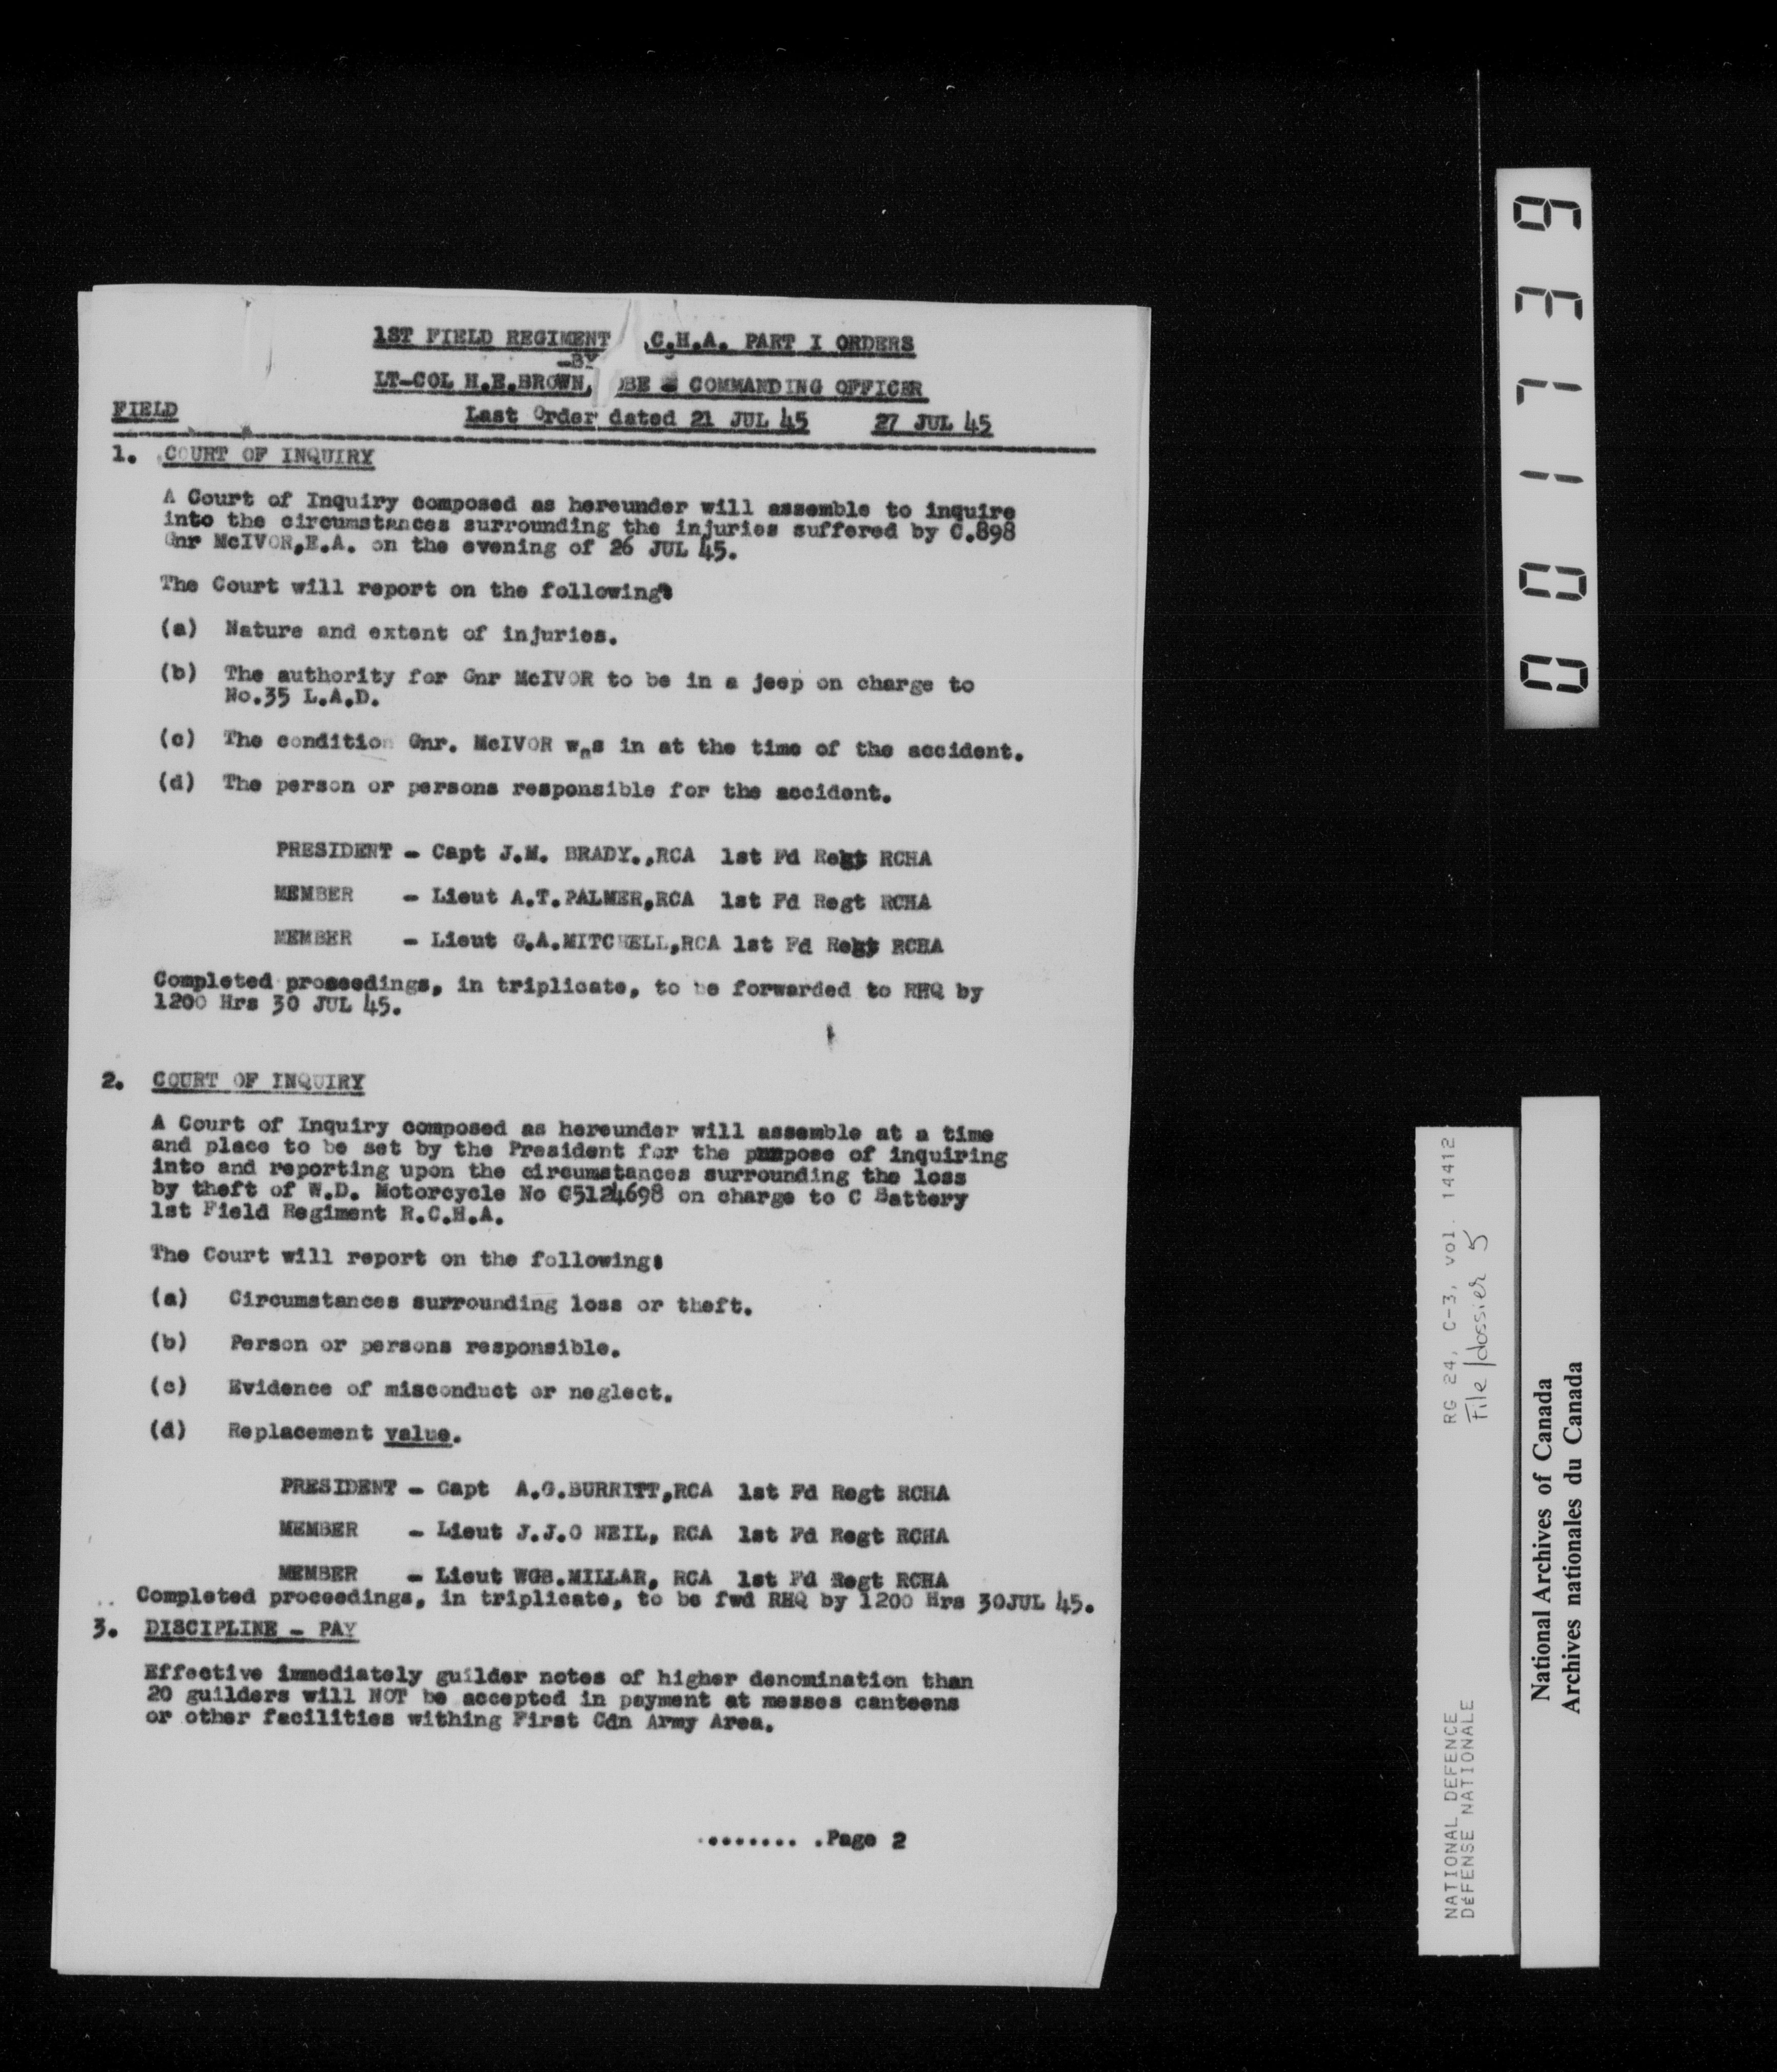 1ST FIELD REGIMENT C.H.A. PART I ORDERS
-BY
LT-COL H.E.BROWN, OBE - COMMANDING OFFICER
FIELD Last Order dated 21 JUL 45 27 JUL 45
1. COURT OF INQUIRY
A Court of Inquiry composed as hereunder will assemble to inquire
into the circumstances surrounding the injuries suffered by C.898
Gnr McIVOR,E.A. on the evening of 26 JUL 45.
The Court will report on the following:
(a) Nature and extent of injuries.
(b) The authority for Gnr McIVOR to be in a jeep on charge to
No.35 L.A.D.
(c) The condition Gnr. McIVOR was in at the time of the accident.
(d) The person or persons responsible for the accident.
PRESIDENT - Capt J.M. BRADY.,RCA 1st Fd Regt RCHA
MEMBER - Lieut A.T.PALMER,RCA 1st Fd Regt RCHA
MEMBER - Lieut G.A.MITCHELL,RCA 1st Fd Regt RCHA
Completed proceedings, in triplicate, to be forwarded to RHQ by
1200 Hrs 30 JUL 45.
2. COURT OF INQUIRY
A Court of Inquiry composed as hereunder will assemble at a time
and place to be set by the President for the purpose of inquiring
into and reporting upon the circumstances surrounding the loss
by theft of W.D. Motorcycle No C5124698 on charge to C Battery
1st Field Regiment R.C.H.A.
The Court will report on the following:
(a) Circumstances surrounding loss or theft.
(b) Person or persons responsible.
(c) Evidence of misconduct or neglect.
(d) Replacement value.
PRESIDENT - Capt A.G.BURRITT,RCA 1st Fd Regt RCHA
MEMBER - Lieut J.J.O NEIL, RCA 1st Fd Regt RCHA
MEMBER - Lieut WGB.MILLAR, RCA 1st Fd Regt RCHA
Completed proceedings, in triplicate, to be fwd RHQ by 1200 Hrs 30JUL 45.
3. DISCIPLINE - PAY
Effective immediately guilder notes of higher denomination than
20 guilders will NOT be accepted in payment at messes canteens
or other facilities withing First Cdn Army Area.
........ .Page 2
001739
NATIONAL DEFENCE RG 24, C-3, vol. 14412
DéFENSE NATIONALE File/dossier 5
National Archives of Canada
Archives nationales du Canada